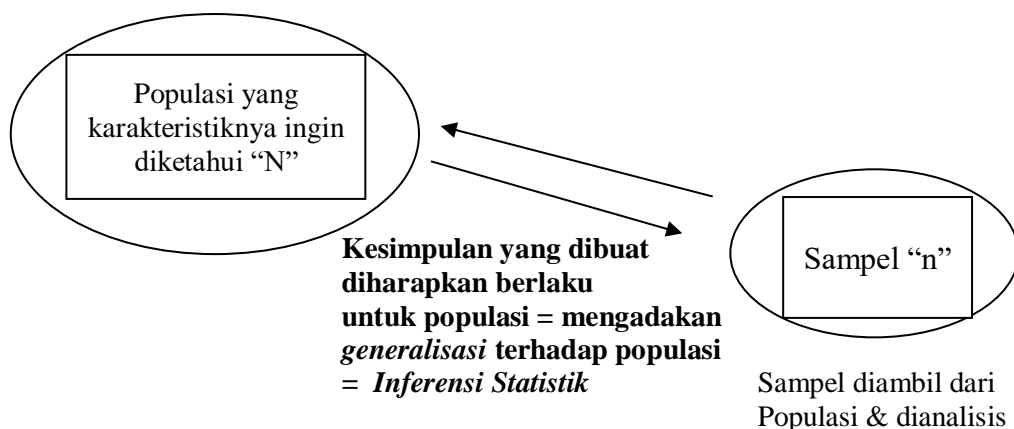 Populasi yang
karakteristiknya ingin
diketahui “N”
Kesimpulan yang dibuat
diharapkan berlaku
untuk populasi = mengadakan
generalisasi terhadap populasi
= Inferensi Statistik
Sampel “n”
Sampel diambil dari
Populasi & dianalisis